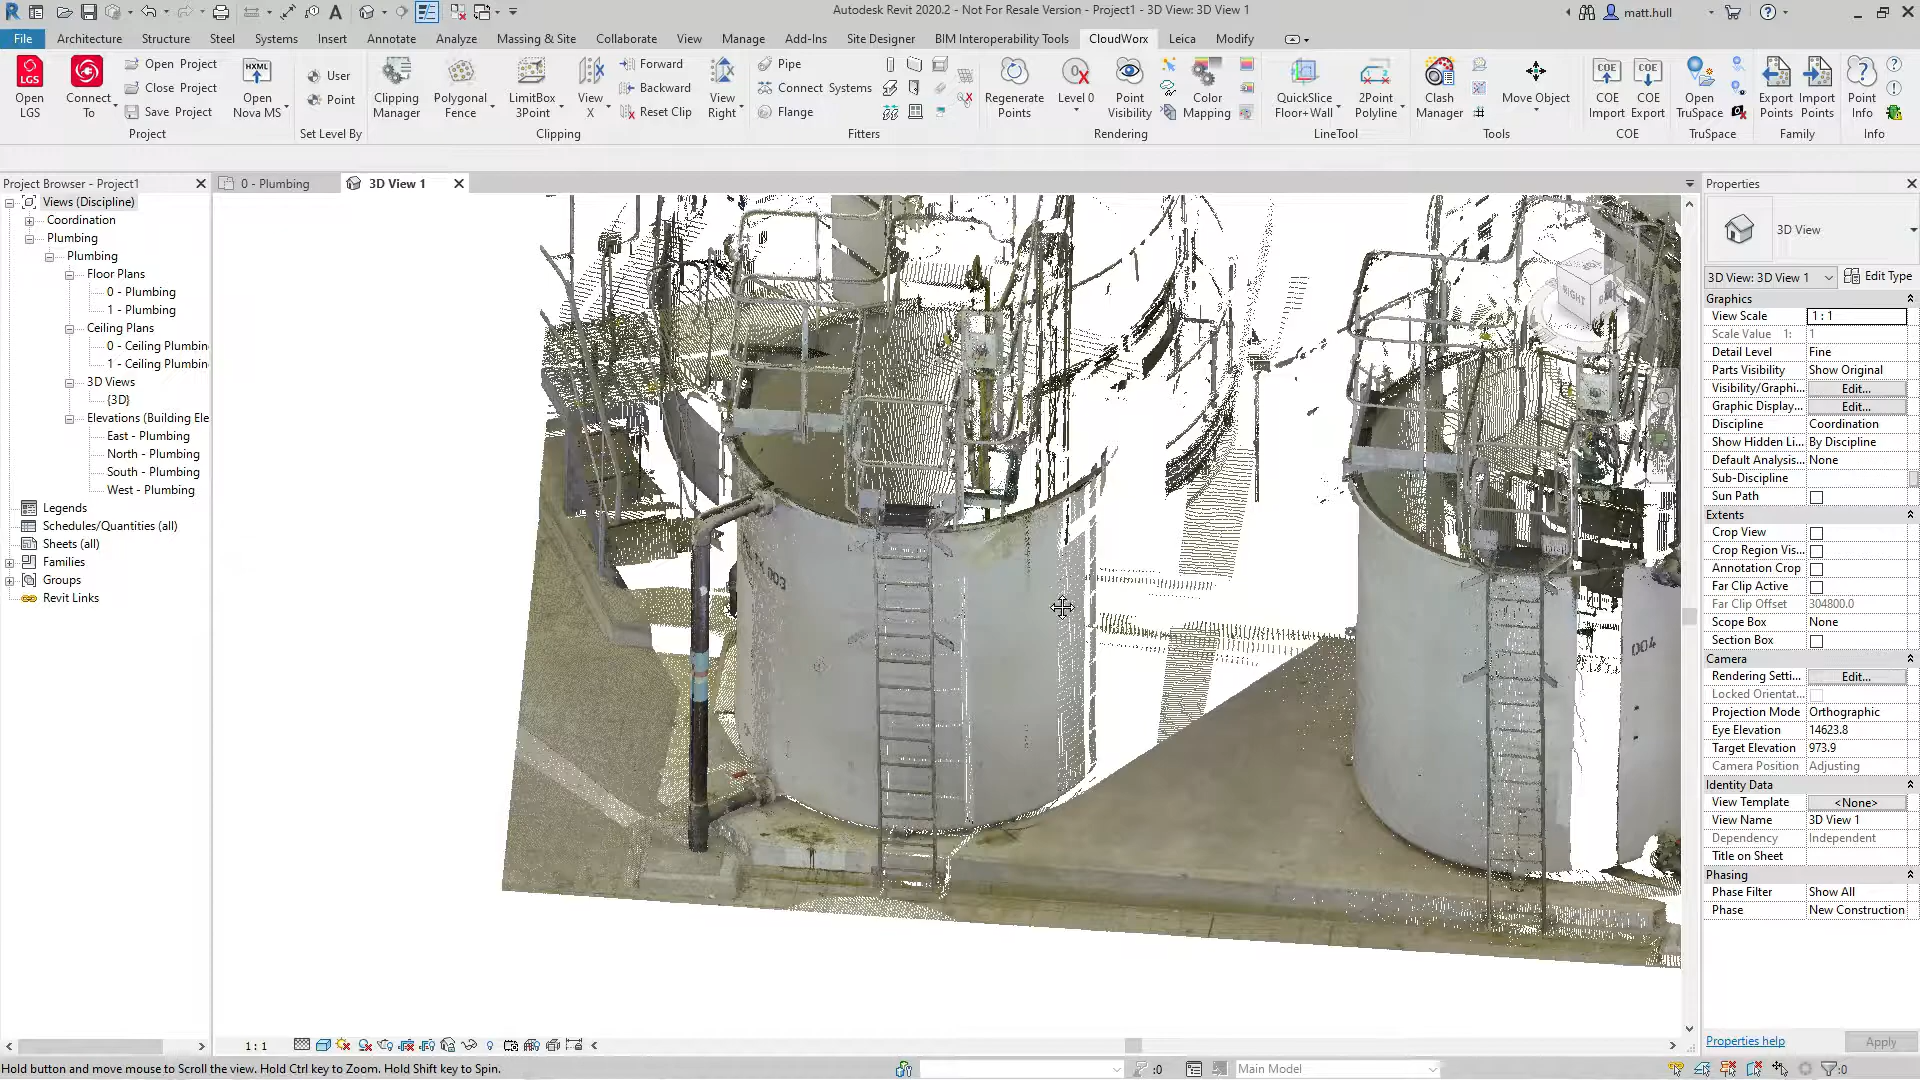 Autodesk Revit 2020.2 - Not For Resale Version - Project1 - 3D View: 3D View 1
matt.hull
File Architecture Structure Steel Systems Insert Annotate Analyze Massing & Site Collaborate View Manage Add-Ins Site Designer BIM Interoperability Tools CloudWorx Leica Modify
LGS
Open LGS
Connect To
Open Project
Close Project
Save Project
HXML
Open Nova MS
User
Point
Clipping Manager
Polygonal Fence
LimitBox 3Point
View X
Forward
Backward
Reset Clip
View Right
Pipe
Connect Systems
Flange
Regenerate Points
Level 0
Point Visibility
Color Mapping
QuickSlice Floor+Wall
2Point Polyline
Clash Manager
Move Object
COE Import
COE Export
Open TruSpace
Export Points
Import Points
Point Info
Project Set Level By Clipping Fitters Rendering LineTool Tools COE TruSpace Family Info
Project Browser - Project1
0 - Plumbing
3D View 1
Views (Discipline)
Coordination
Plumbing
Plumbing
Floor Plans
0 - Plumbing
1 - Plumbing
Ceiling Plans
0 - Ceiling Plumbin
1 - Ceiling Plumbin
3D Views
{3D}
Elevations (Building Ele
East - Plumbing
North - Plumbing
South - Plumbing
West - Plumbing
Legends
Schedules/Quantities (all)
Sheets (all)
Families
Groups
Revit Links
003
004
RIGHT
Properties
3D View
3D View: 3D View 1
Edit Type
Graphics
View Scale 1 : 1
Scale Value 1: 1
Detail Level Fine
Parts Visibility Show Original
Visibility/Graphi... Edit...
Graphic Display... Edit...
Discipline Coordination
Show Hidden Li... By Discipline
Default Analysis... None
Sub-Discipline
Sun Path
Extents
Crop View
Crop Region Vis...
Annotation Crop
Far Clip Active
Far Clip Offset 304800.0
Scope Box None
Section Box
Camera
Rendering Setti... Edit...
Locked Orientat...
Projection Mode Orthographic
Eye Elevation 14623.8
Target Elevation 973.9
Camera Position Adjusting
Identity Data
View Template <None>
View Name 3D View 1
Dependency Independent
Title on Sheet
Phasing
Phase Filter Show All
Phase New Construction
Properties help
Apply
1 : 1
Hold button and move mouse to Scroll the view. Hold Ctrl key to Zoom. Hold Shift key to Spin.
:0
Main Model
:0